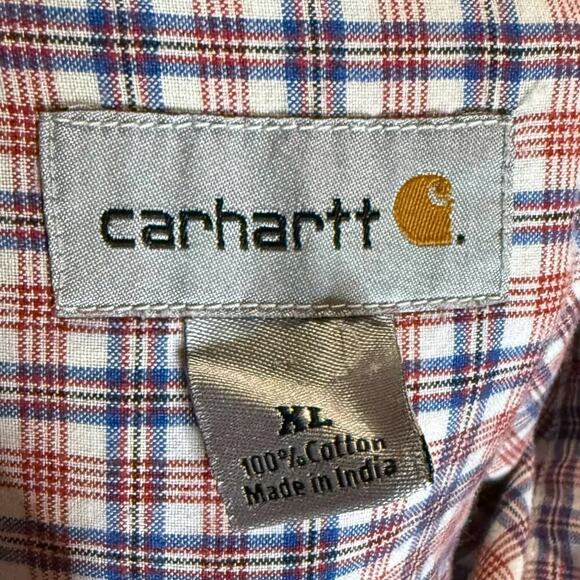 carhartt
XL
100% Cotton
Made in India